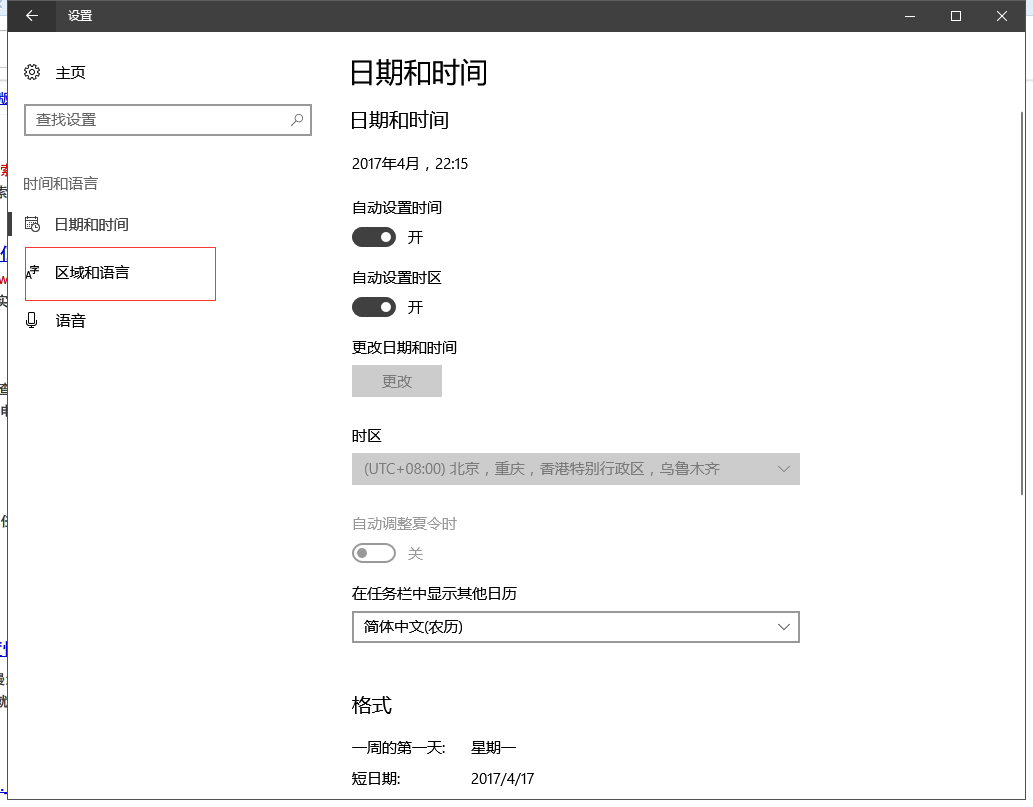 设置
主页
查找设置
时间和语言
日期和时间
区域和语言
语音
日期和时间
日期和时间
2017年4月，22:15
自动设置时间
开
自动设置时区
开
更改日期和时间
更改
时区
(UTC+08:00) 北京，重庆，香港特别行政区，乌鲁木齐
自动调整夏令时
关
在任务栏中显示其他日历
简体中文(农历)
格式
一周的第一天: 星期一
短日期: 2017/4/17